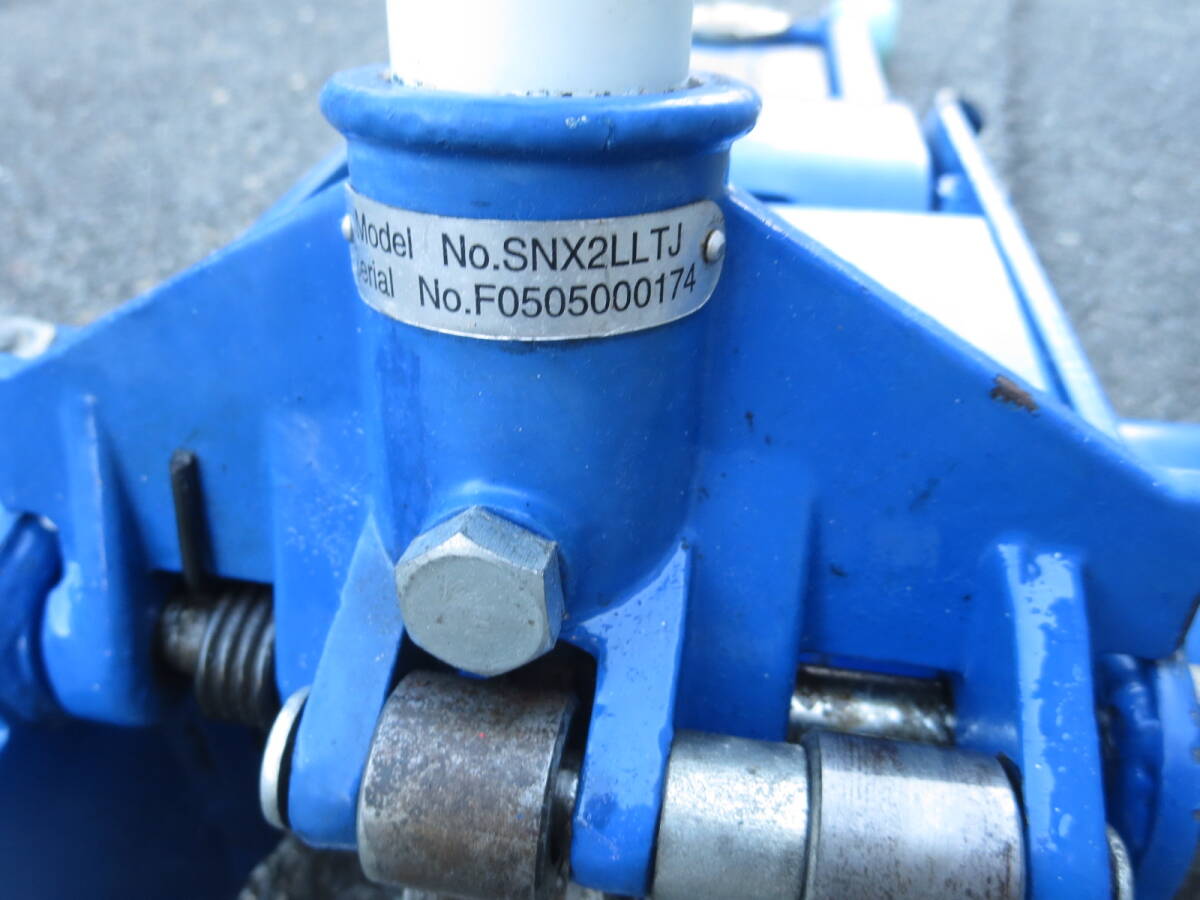 Model No.SNX2LLTJ
erial No.F0505000174